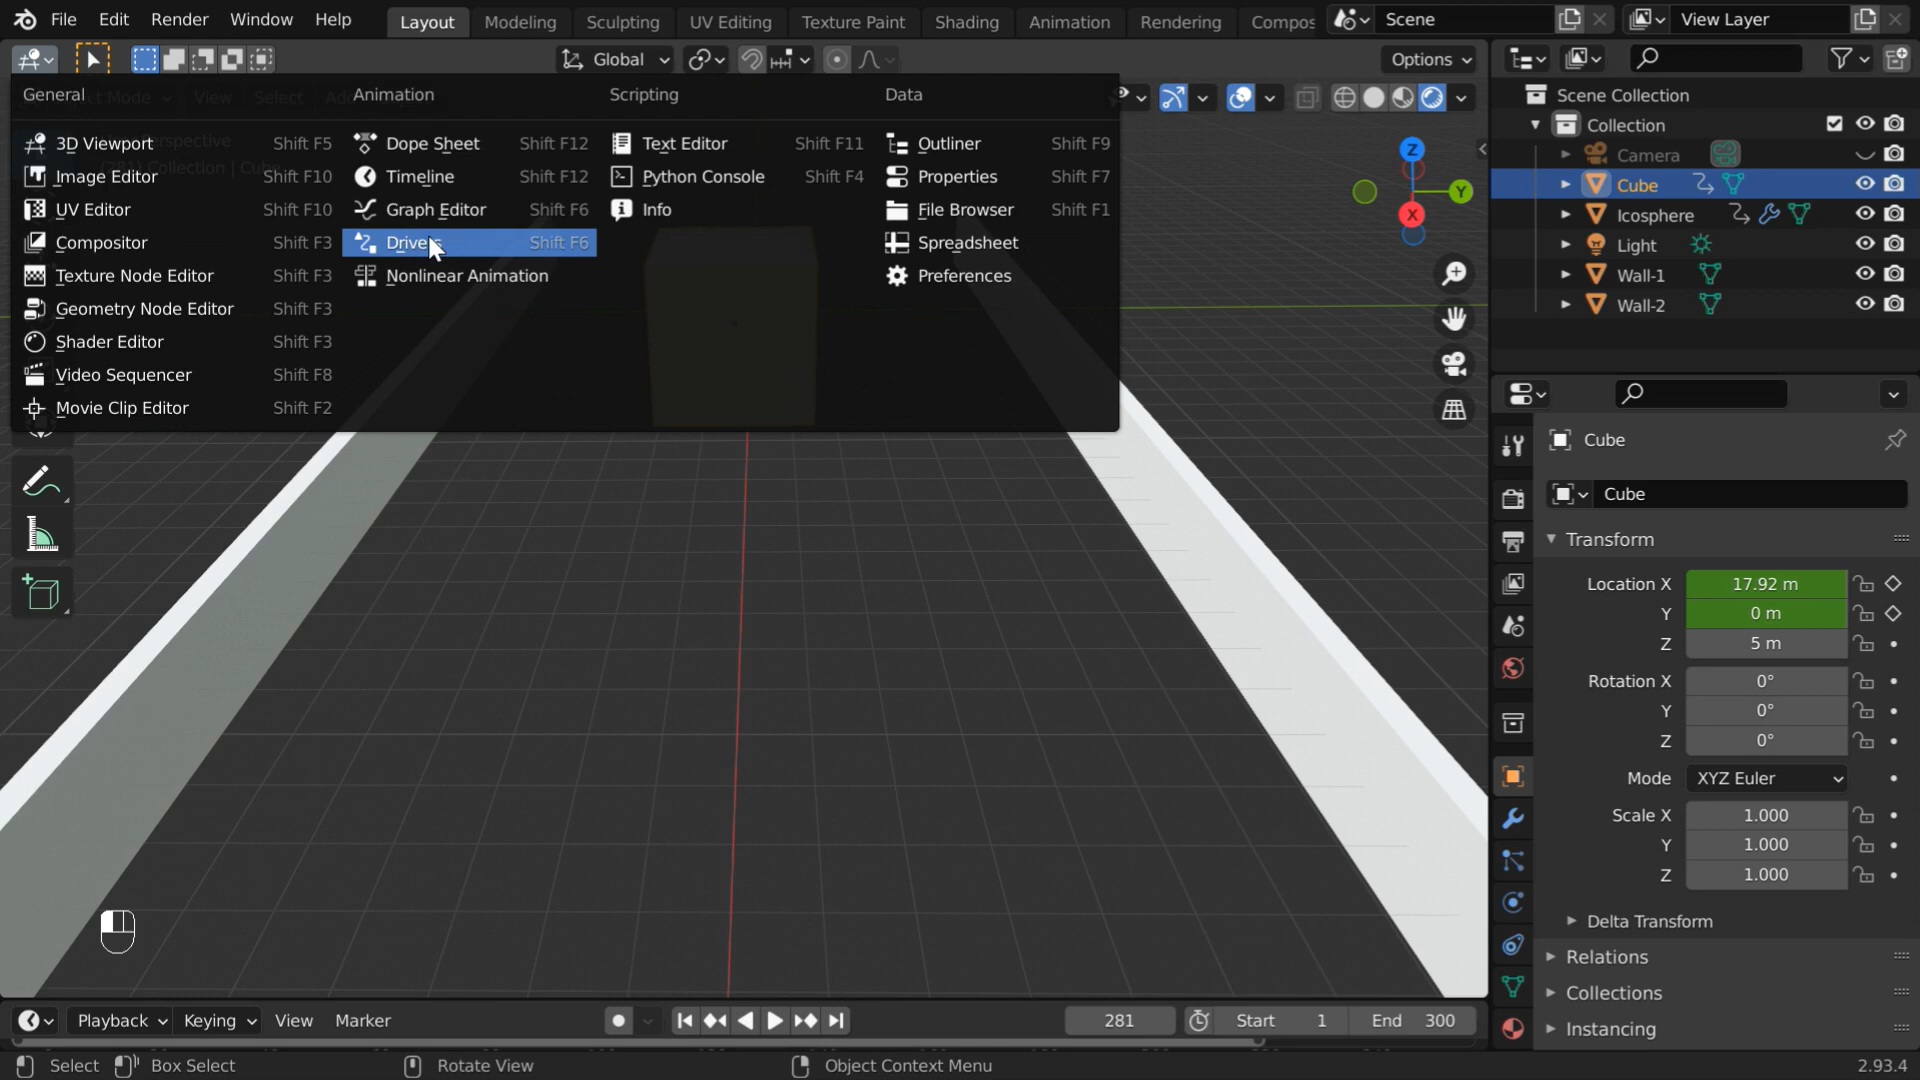 File Edit Render Window Help Layout Modeling Sculpting UV Editing Texture Paint Shading Animation Rendering Compos Scene View Layer
Global Options
General Animation Scripting Data
3D Viewport Shift F5 Dope Sheet Shift F12 Text Editor Shift F11 Outliner Shift F9
Image Editor Shift F10 Timeline Shift F12 Python Console Shift F4 Properties Shift F7
UV Editor Shift F10 Graph Editor Shift F6 Info File Browser Shift F1
Compositor Shift F3 Drivers Shift F6 Spreadsheet
Texture Node Editor Shift F3 Nonlinear Animation Preferences
Geometry Node Editor Shift F3
Shader Editor Shift F3
Video Sequencer Shift F8
Movie Clip Editor Shift F2
Z
Y
X
Scene Collection
Collection
Camera
Cube
Icosphere
Light
Wall-1
Wall-2
Cube
Cube
Transform
Location X 17.92 m
Y 0 m
Z 5 m
Rotation X 0°
Y 0°
Z 0°
Mode XYZ Euler
Scale X 1.000
Y 1.000
Z 1.000
Delta Transform
Relations
Collections
Instancing
Playback Keying View Marker 281 Start 1 End 300
Select Box Select Rotate View Object Context Menu 2.93.4